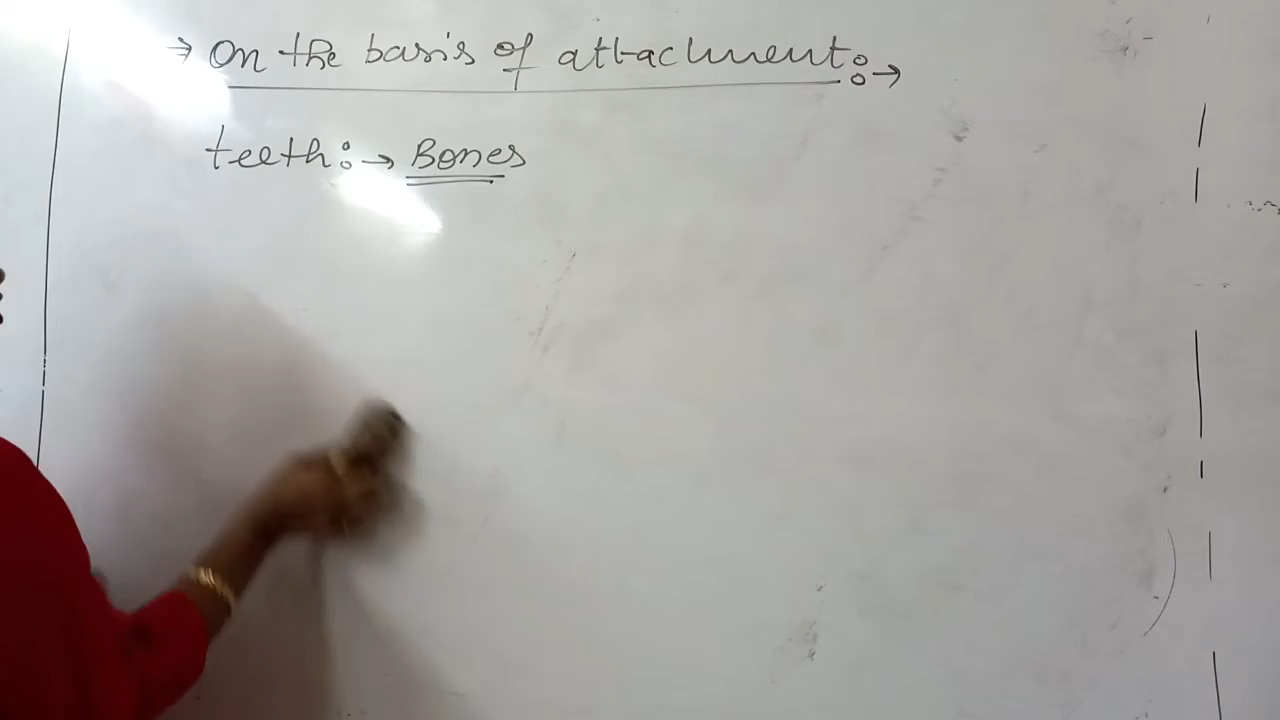 ⇒ On the basis of attachment:→
teeth:→ Bones